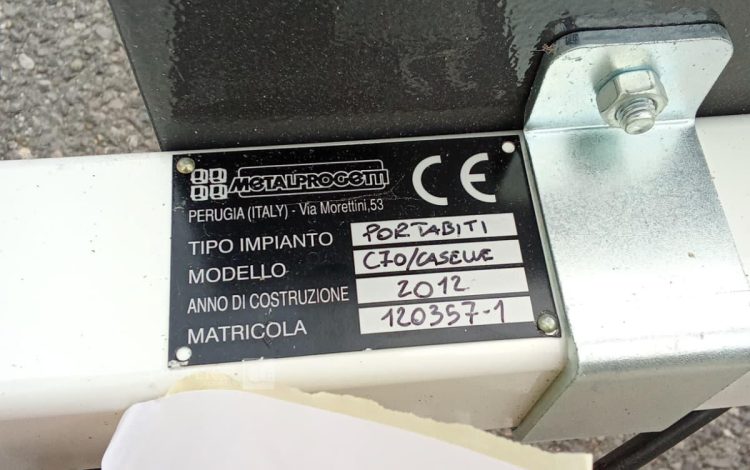 METALPROGETTI CE
PERUGIA (ITALY) - Via Morettini,53
TIPO IMPIANTO PORTABITI
MODELLO C70/CASELLE
ANNO DI COSTRUZIONE 2012
MATRICOLA 120357-1